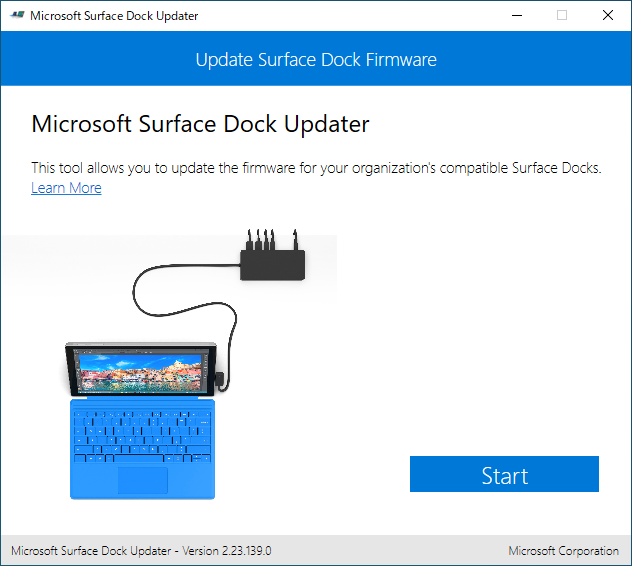 Microsoft Surface Dock Updater
Update Surface Dock Firmware
Microsoft Surface Dock Updater
This tool allows you to update the firmware for your organization's compatible Surface Docks.
Learn More
Start
Microsoft Surface Dock Updater - Version 2.23.139.0
Microsoft Corporation